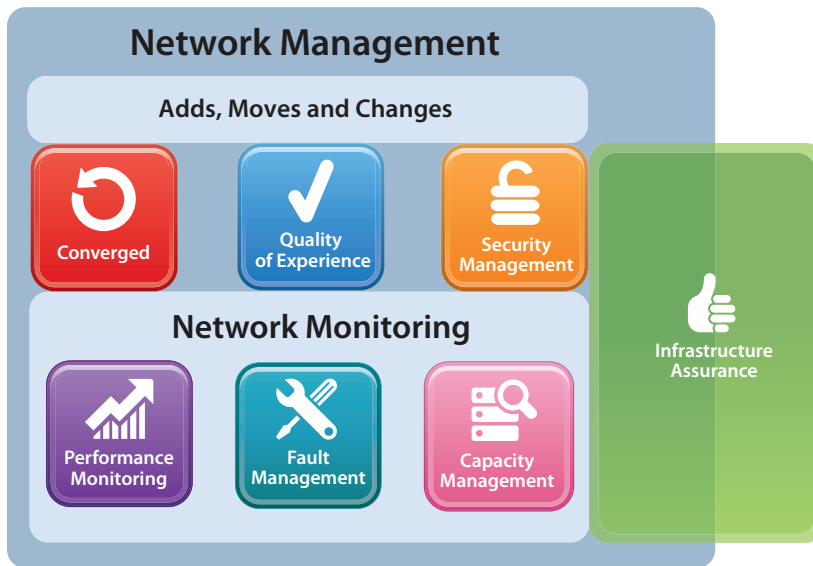 Network Management
Adds, Moves and Changes
Converged
Quality
of Experience
Security
Management
Infrastructure
Assurance
Network Monitoring
Performance
Monitoring
Fault
Management
Capacity
Management